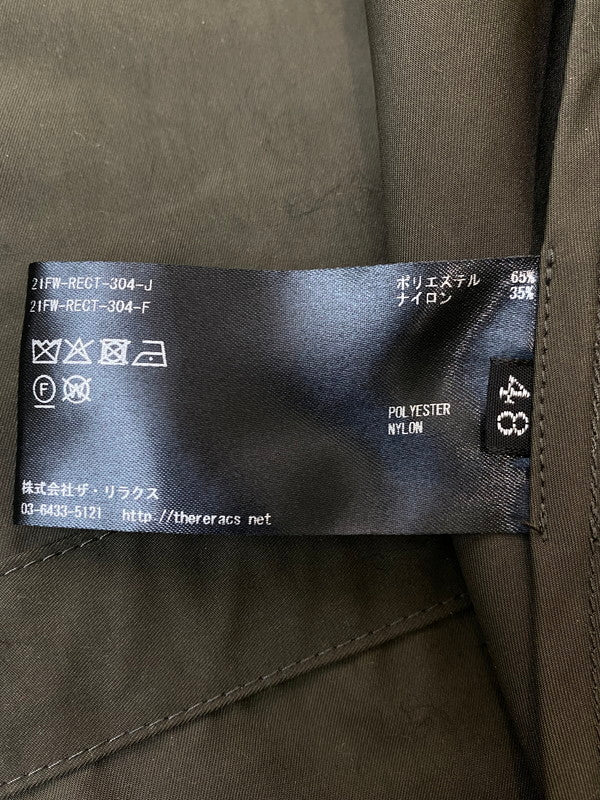 21FW-RECT-304-J
21FW-RECT-304-F
ポリエステル 65%
ナイロン 35%
F
W
POLYESTER
NYLON
48
株式会社ザ・リラクス
03-6433-5121 http://thereracs.net